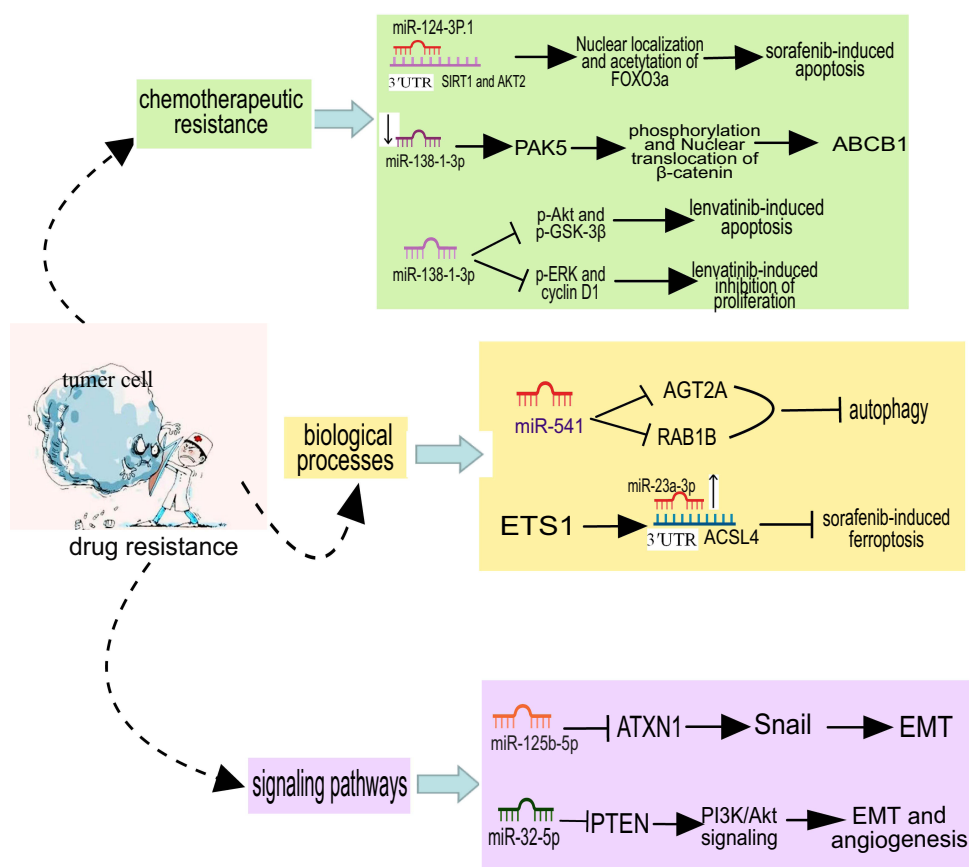 miR-124-3P.1
3′UTR
SIRT1 and AKT2
Nuclear localization
and acetytation of
FOXO3a
sorafenib-induced
apoptosis
chemotherapeutic
resistance
miR-138-1-3p
PAK5
phosphorylation
and Nuclear
translocation of
β-catenin
ABCB1
miR-138-1-3p
p-Akt and
p-GSK-3β
lenvatinib-induced
apoptosis
p-ERK and
cyclin D1
lenvatinib-induced
inhibition of
proliferation
tumer cell
drug resistance
biological
processes
miR-541
AGT2A
RAB1B
autophagy
ETS1
miR-23a-3p
3′UTR
ACSL4
sorafenib-induced
ferroptosis
signaling pathways
miR-125b-5p
ATXN1
Snail
EMT
miR-32-5p
PTEN
PI3K/Akt
signaling
EMT and
angiogenesis